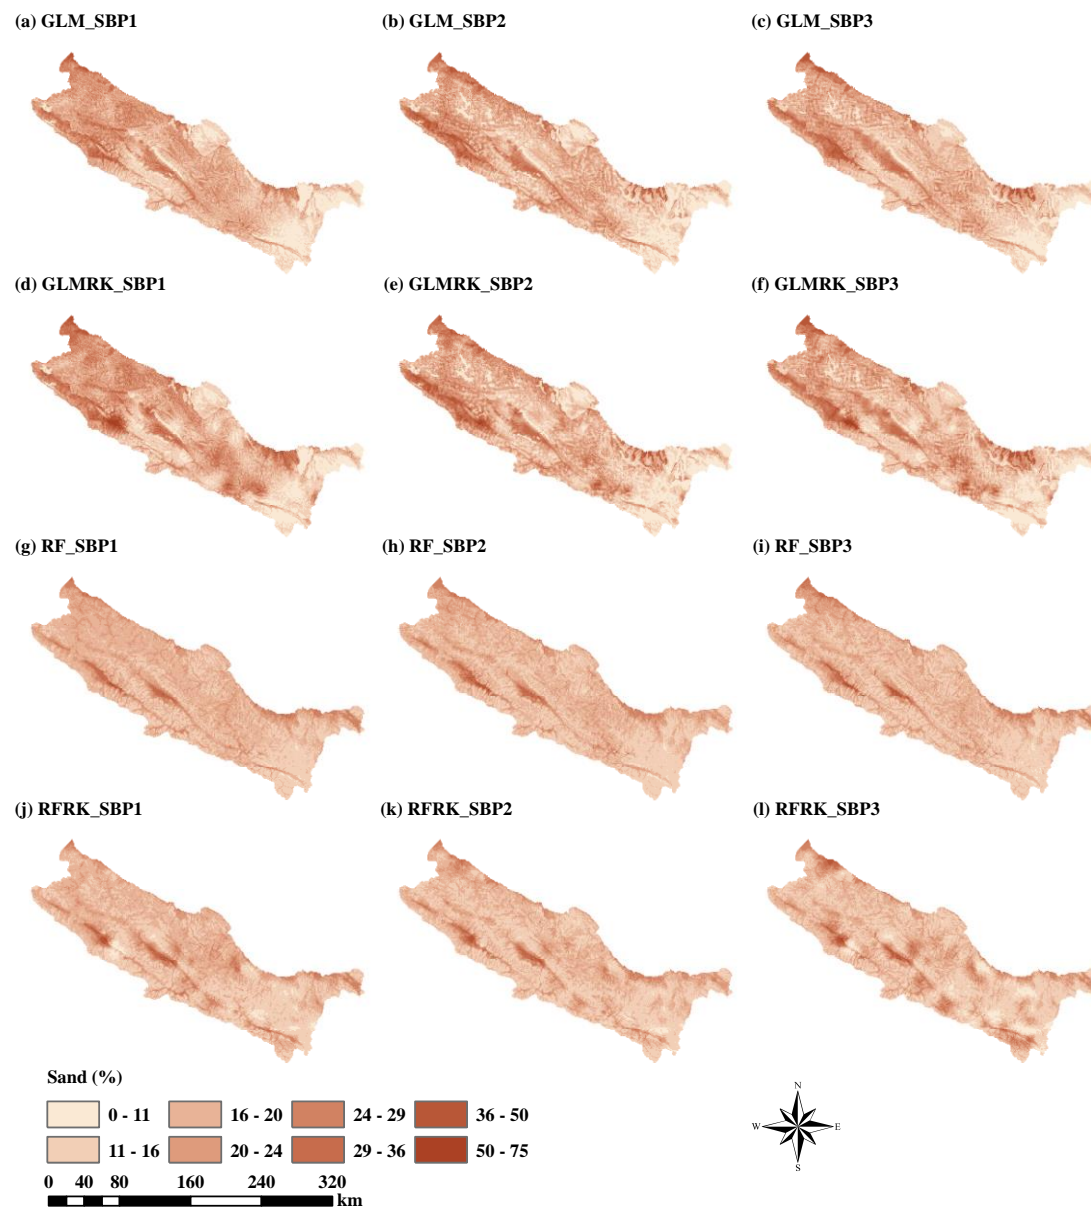 (a) GLM_SBP1 (b) GLM_SBP2 (c) GLM_SBP3
(d) GLMRK_SBP1 (e) GLMRK_SBP2 (f) GLMRK_SBP3
(g) RF_SBP1 (h) RF_SBP2 (i) RF_SBP3
(j) RFRK_SBP1 (k) RFRK_SBP2 (l) RFRK_SBP3
Sand (%)
0 - 11 16 - 20 24 - 29 36 - 50
11 - 16 20 - 24 29 - 36 50 - 75
0 40 80 160 240 320
km
N
W E
S